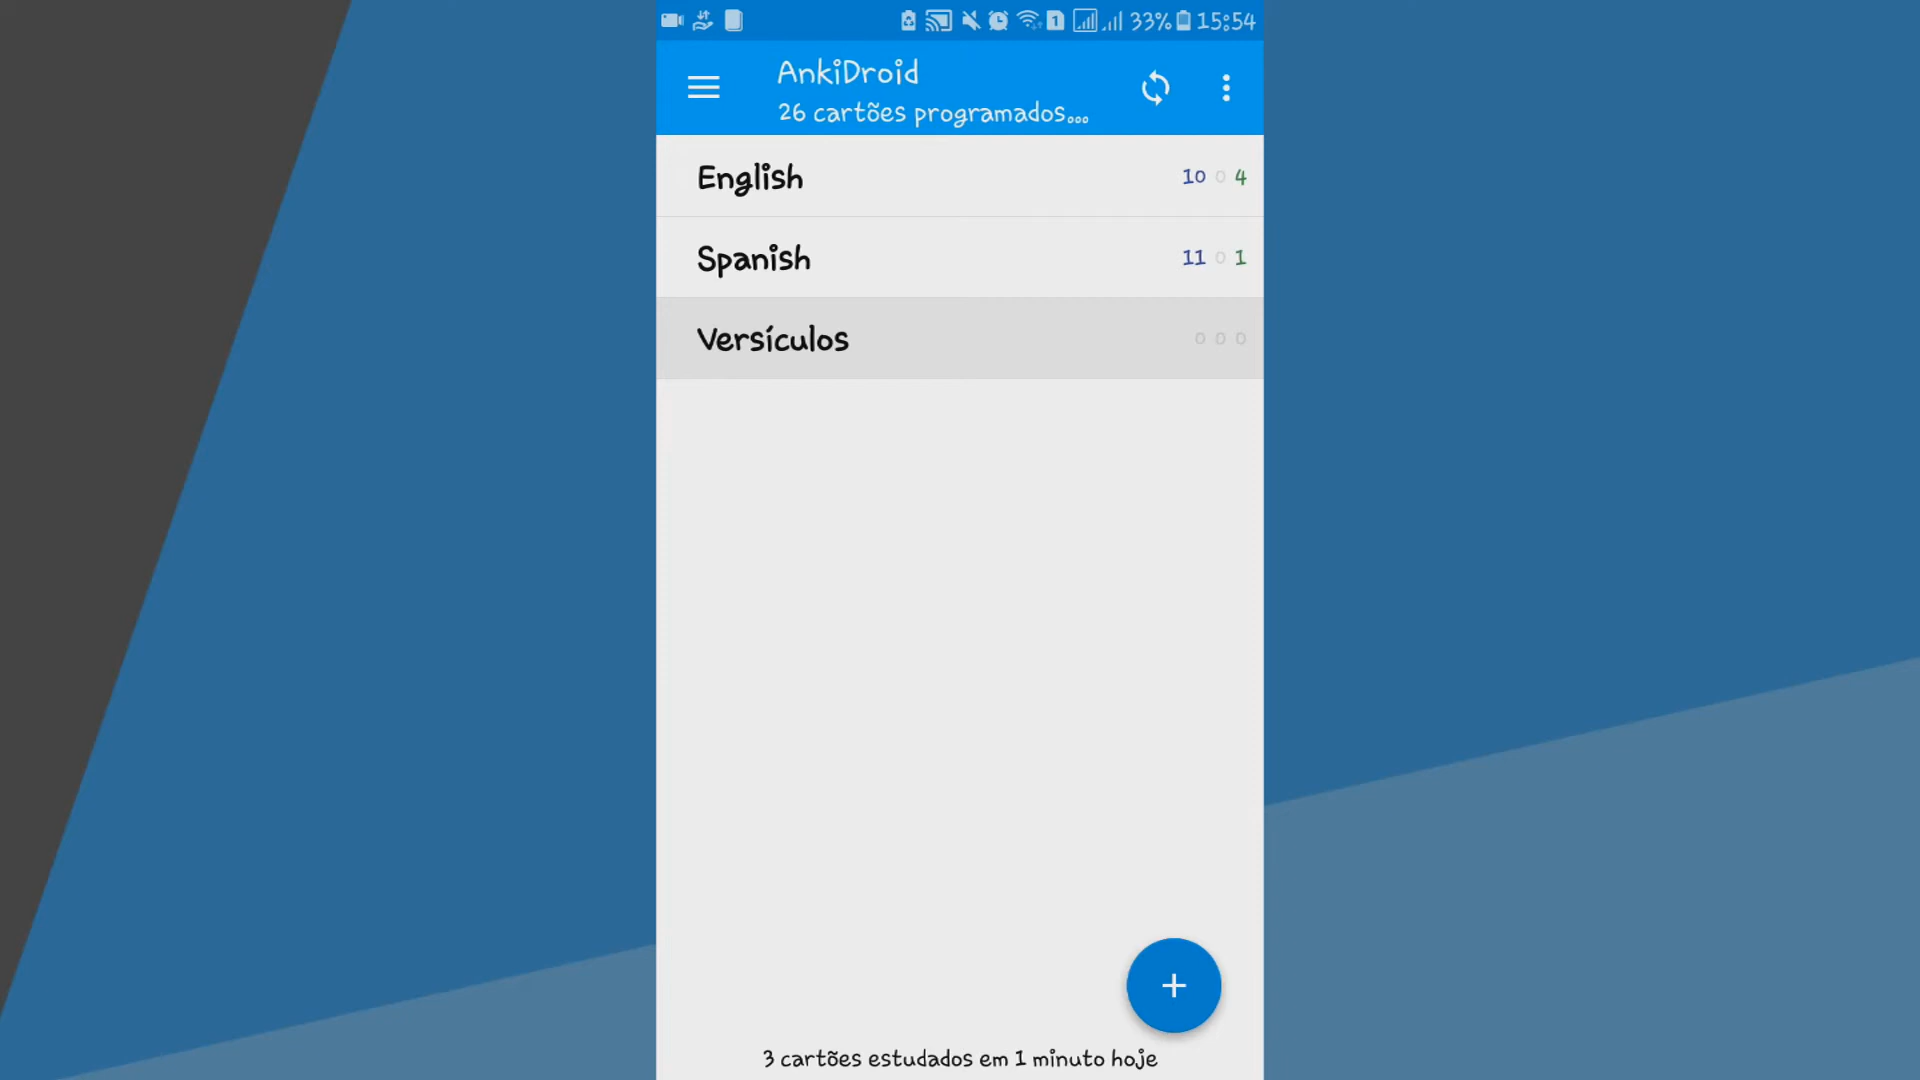 1 33% 15:54
AnkiDroid
26 cartões programados...
English 10 0 4
Spanish 11 0 1
Versículos 0 0 0
+
3 cartões estudados em 1 minuto hoje